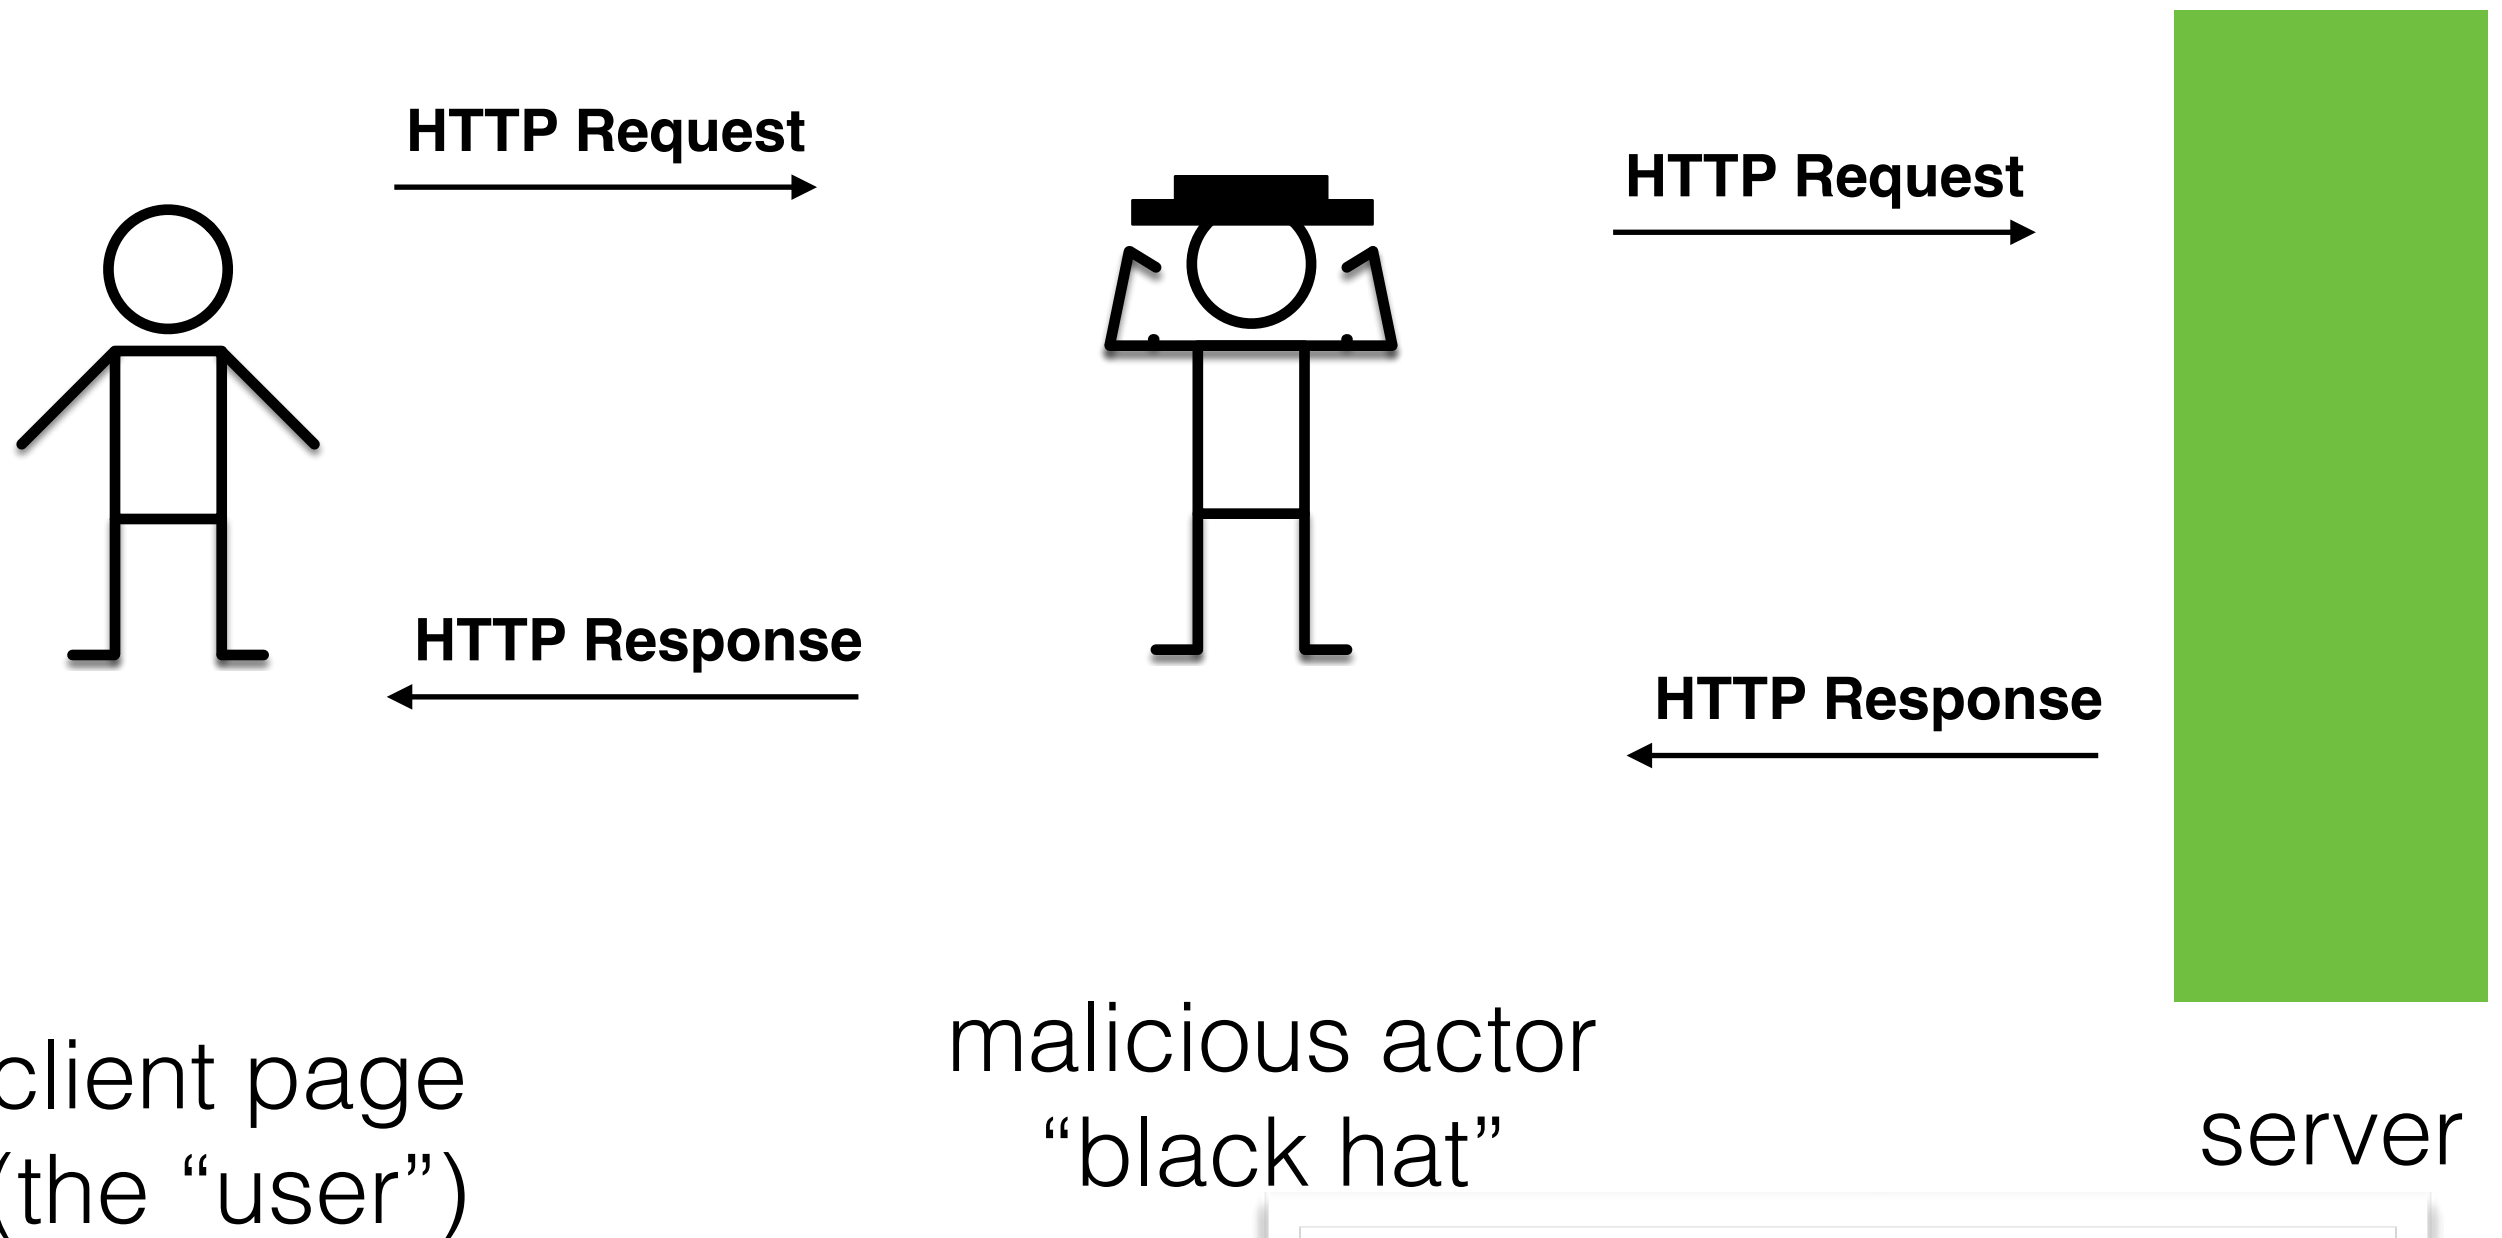 HTTP Request
HTTP Request
HTTP Response
HTTP Response
client page
(the “user”)
malicious actor
“black hat”
server